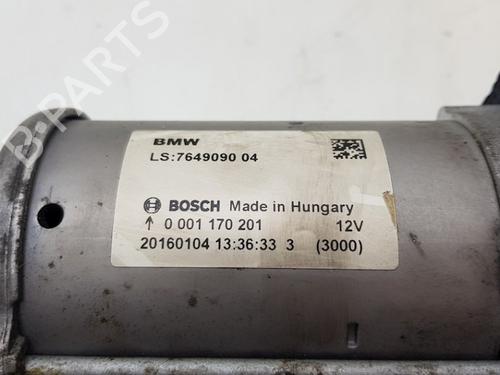 BMW
LS:7649090 04
BOSCH Made in Hungary
↑ 0 001 170 201 12V
20160104 13:36:33 3 (3000)